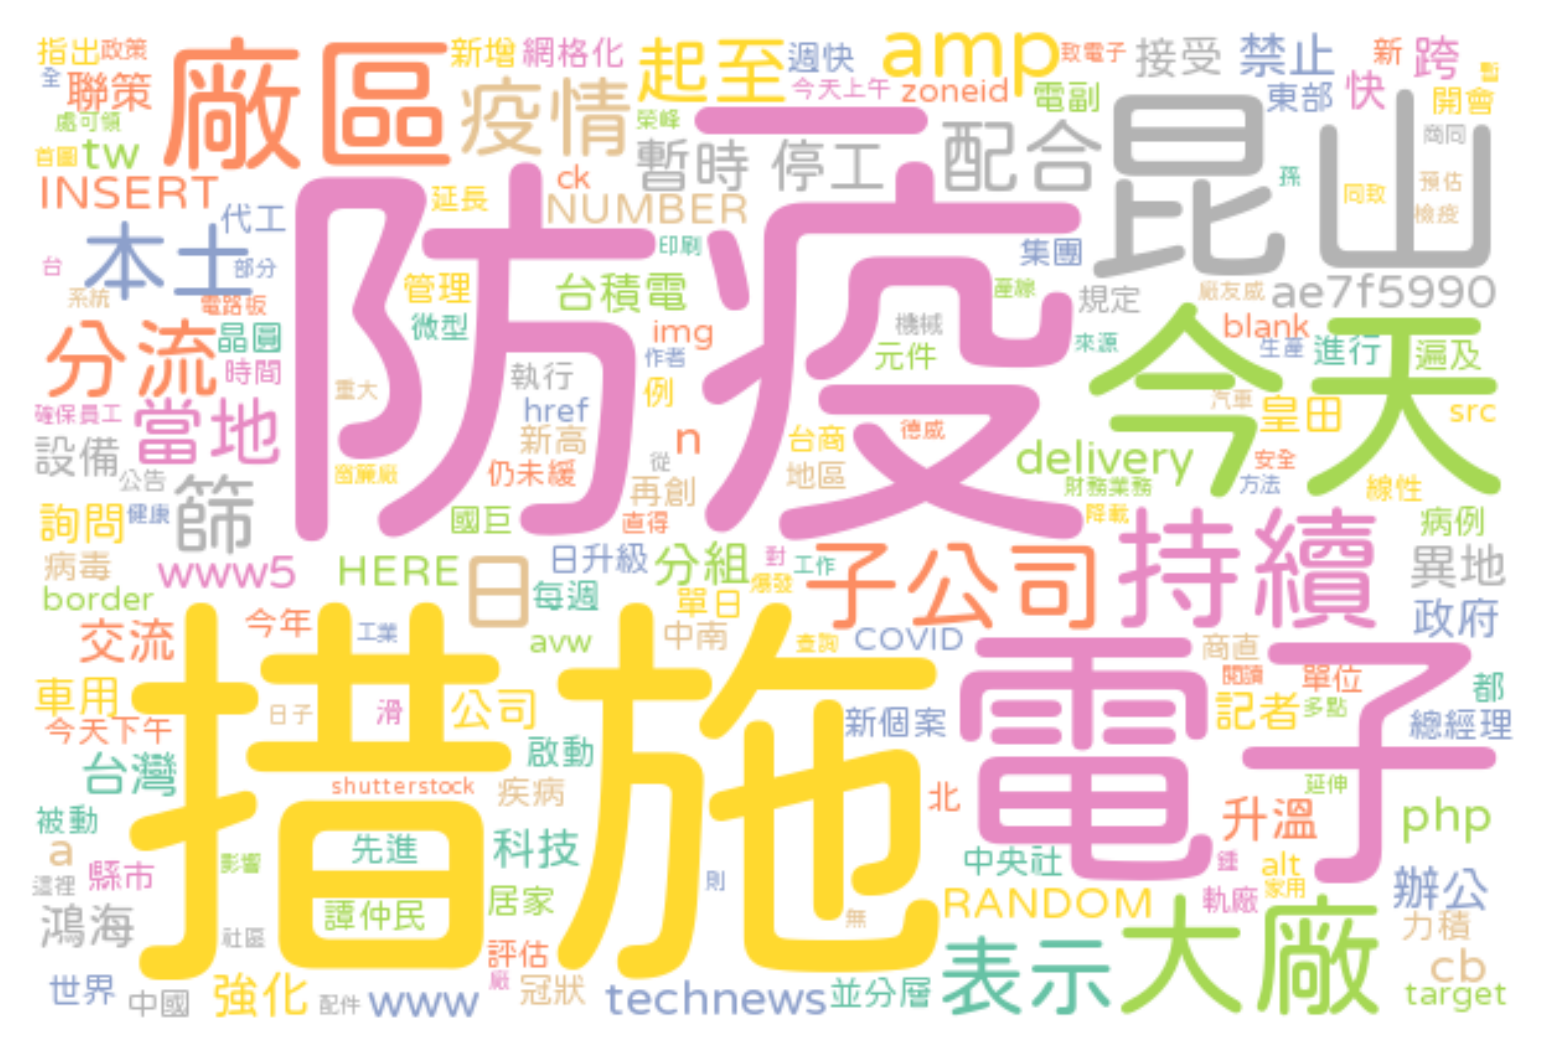 指出
政策
廠區
新增
網格化
起至
週快
amp
致電子
接受
禁止
新
跨
暫
全
聯策
疫情
今天上午
zoneid
電副
東部
快
開會
處可領
榮峰
一
商同
首圖
tw
暫時
停工
配合
昆山
INSERT
延長
ck
NUMBER
防疫
孫
同致
預估
檢疫
代工
本土
部分
印刷
集團
台
系統
電路板
管理
台積電
產線
規定
廠友威
ae7f5990
分流
晶圓
微型
img
機械
來源
blank
生產
進行
遍及
今天
時間
作者
元件
執行
重大
例
汽車
皇田
src
確保員工
當地
href
n
台商
德威
設備
新高
delivery
安全
公告
窗簾廠
仍未緩
從
地區
財務業務
方法
線性
篩
再創
詢問
健康
國巨
直得
降載
持續
病例
病毒
www5
HERE
日
日升級
分組
對
工作
子公司
異地
border
每週
爆發
單日
政府
交流
今年
工業
avw
中南
查詢
COVID
電子
商直
措施
車用
日子
滑
公司
新個案
閱讀
單位
都
記者
多點
總經理
今天下午
台灣
啟動
shutterstock
疾病
北
延伸
被動
升溫
php
a
先進
科技
中央社
鍾
alt
縣市
影響
這裡
則
居家
RANDOM
軌廠
家用
辦公
鴻海
譚仲民
無
力積
社區
評估
表示
大廠
cb
世界
中國
強化
配件
www
廠
冠狀
technews
並分層
target